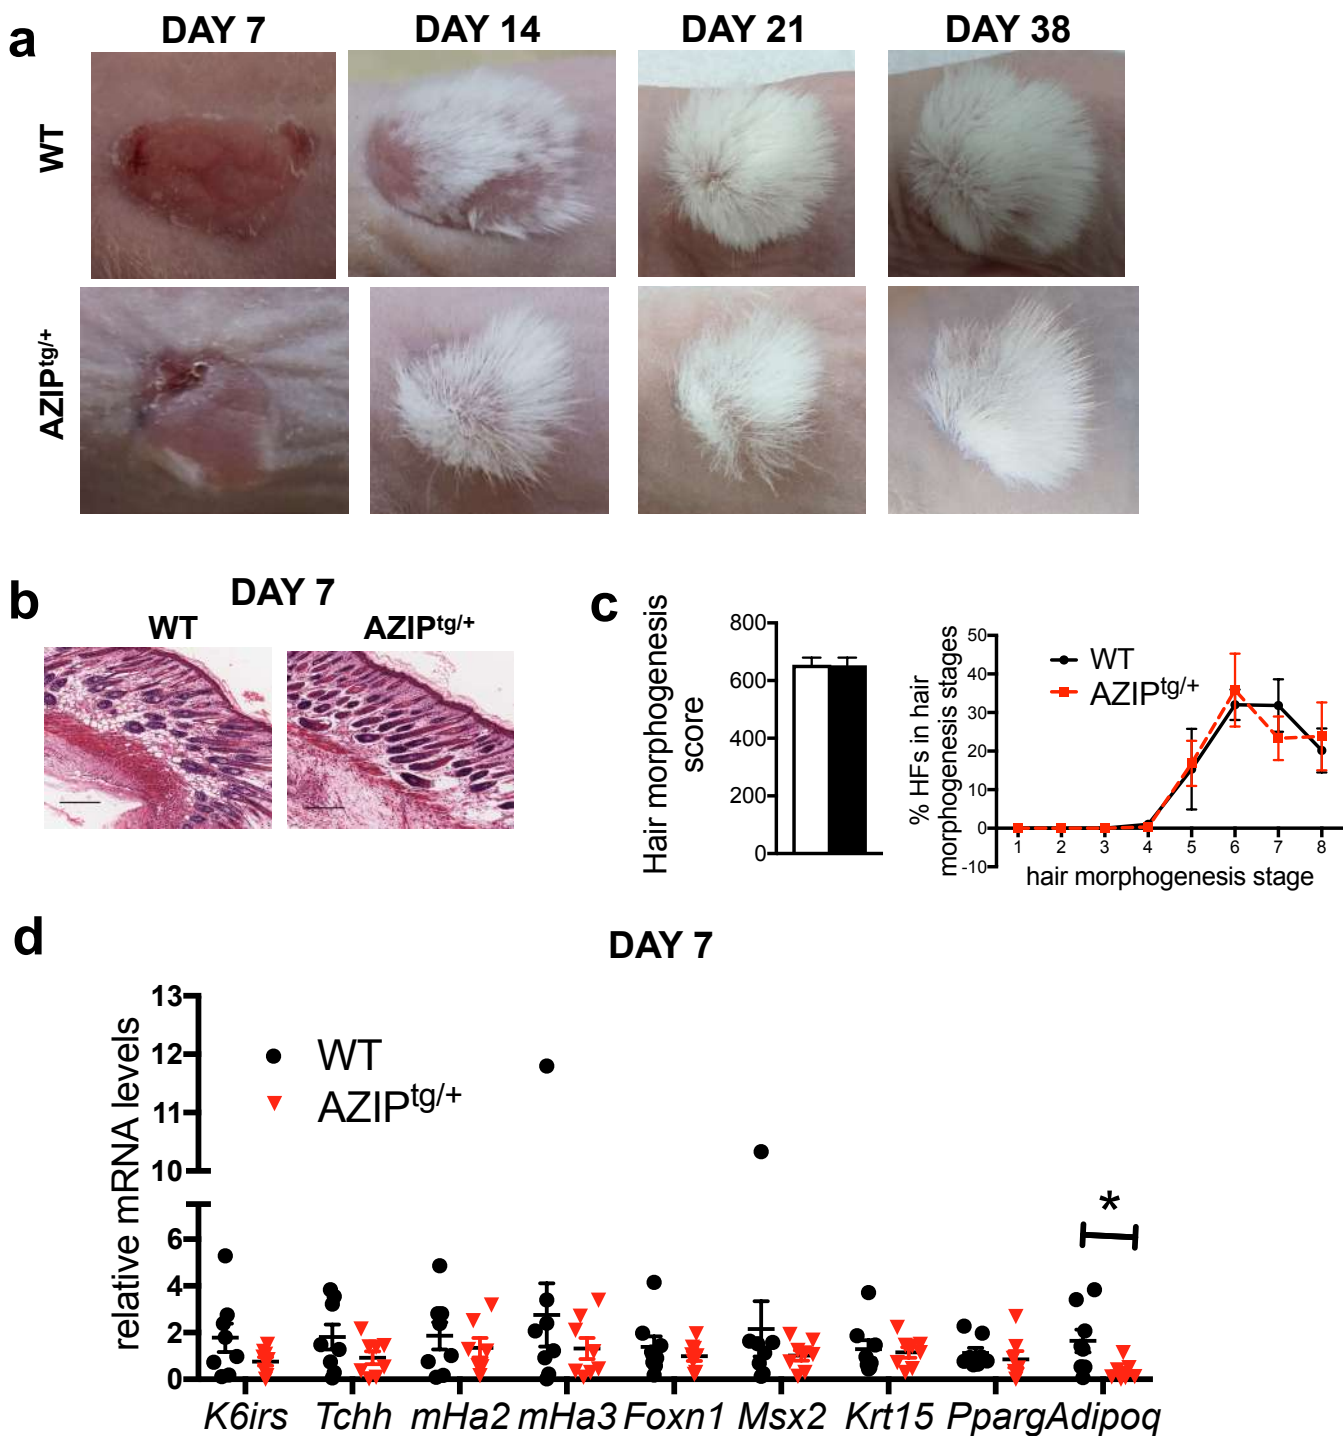 a
DAY 7 DAY 14 DAY 21 DAY 38
WT
AZIPtg/+
b
DAY 7
WT AZIPtg/+
c
Hair morphogenesis
score
800
600
400
200
0
% HFs in hair
morphogenesis stages
50
40
30
20
10
0
-10
WT
AZIPtg/+
1 2 3 4 5 6 7 8
hair morphogenesis stage
d
DAY 7
relative mRNA levels
13
12
11
10
6
4
2
0
WT
AZIPtg/+
*
K6irs Tchh mHa2 mHa3 Foxn1 Msx2 Krt15 Pparg Adipoq